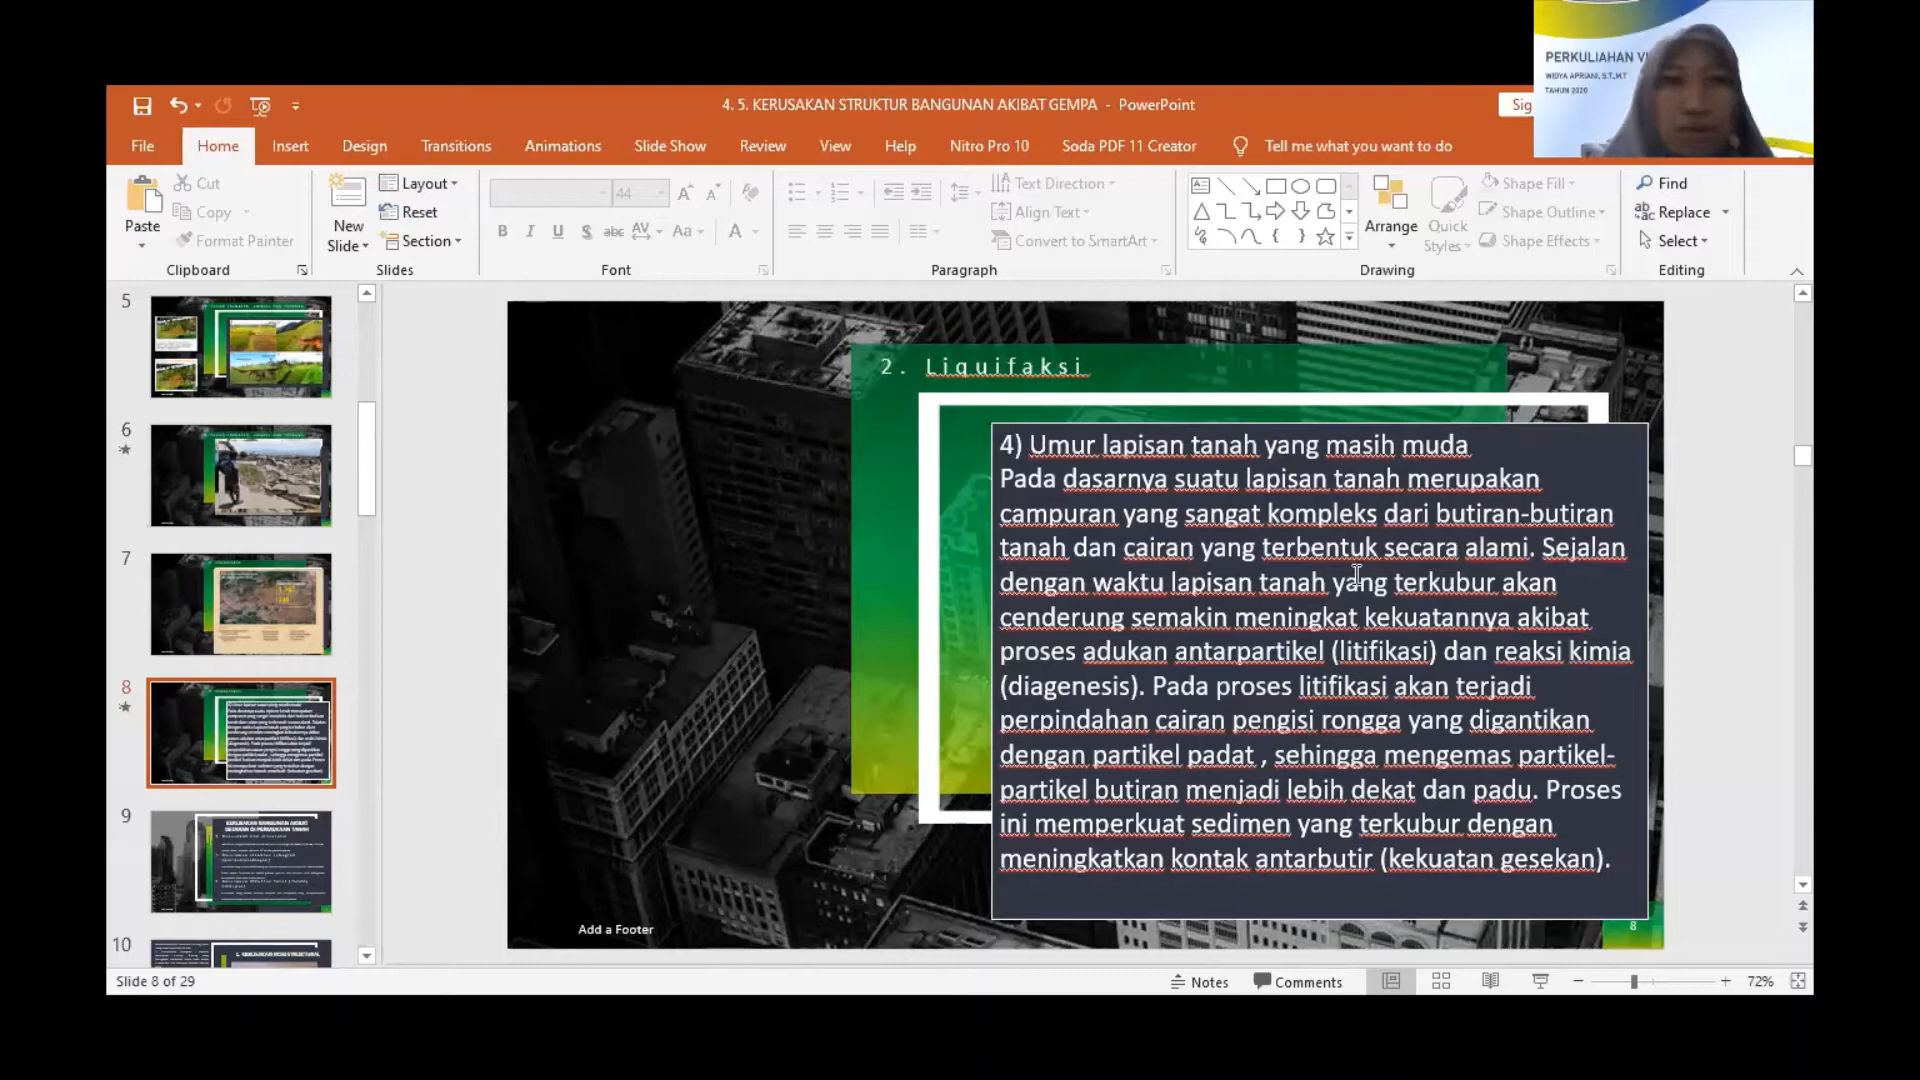 PERKULIAHAN
WIDYA APRIANI, S.T.,M.T
TAHUN 2020
4. 5. KERUSAKAN STRUKTUR BANGUNAN AKIBAT GEMPA - PowerPoint
File Home Insert Design Transitions Animations Slide Show Review View Help Nitro Pro 10 Soda PDF 11 Creator Tell me what you want to do
Paste
Cut
Copy
Format Painter
Clipboard
New
Slide
Layout
Reset
Section
Slides
44
Font
Text Direction
Align Text
Convert to SmartArt
Paragraph
Arrange
Quick
Styles
Shape Fill
Shape Outline
Shape Effects
Drawing
Find
Replace
Select
Editing
5
6
7
8
9
10
2. Liquifaksi
4) Umur lapisan tanah yang masih muda
Pada dasarnya suatu lapisan tanah merupakan
campuran yang sangat kompleks dari butiran-butiran
tanah dan cairan yang terbentuk secara alami. Sejalan
dengan waktu lapisan tanah yang terkubur akan
cenderung semakin meningkat kekuatannya akibat
proses adukan antarpartikel (litifikasi) dan reaksi kimia
(diagenesis). Pada proses litifikasi akan terjadi
perpindahan cairan pengisi rongga yang digantikan
dengan partikel padat , sehingga mengemas partikel-
partikel butiran menjadi lebih dekat dan padu. Proses
ini memperkuat sedimen yang terkubur dengan
meningkatkan kontak antarbutir (kekuatan gesekan).
Add a Footer
8
Slide 8 of 29
Notes
Comments
72%